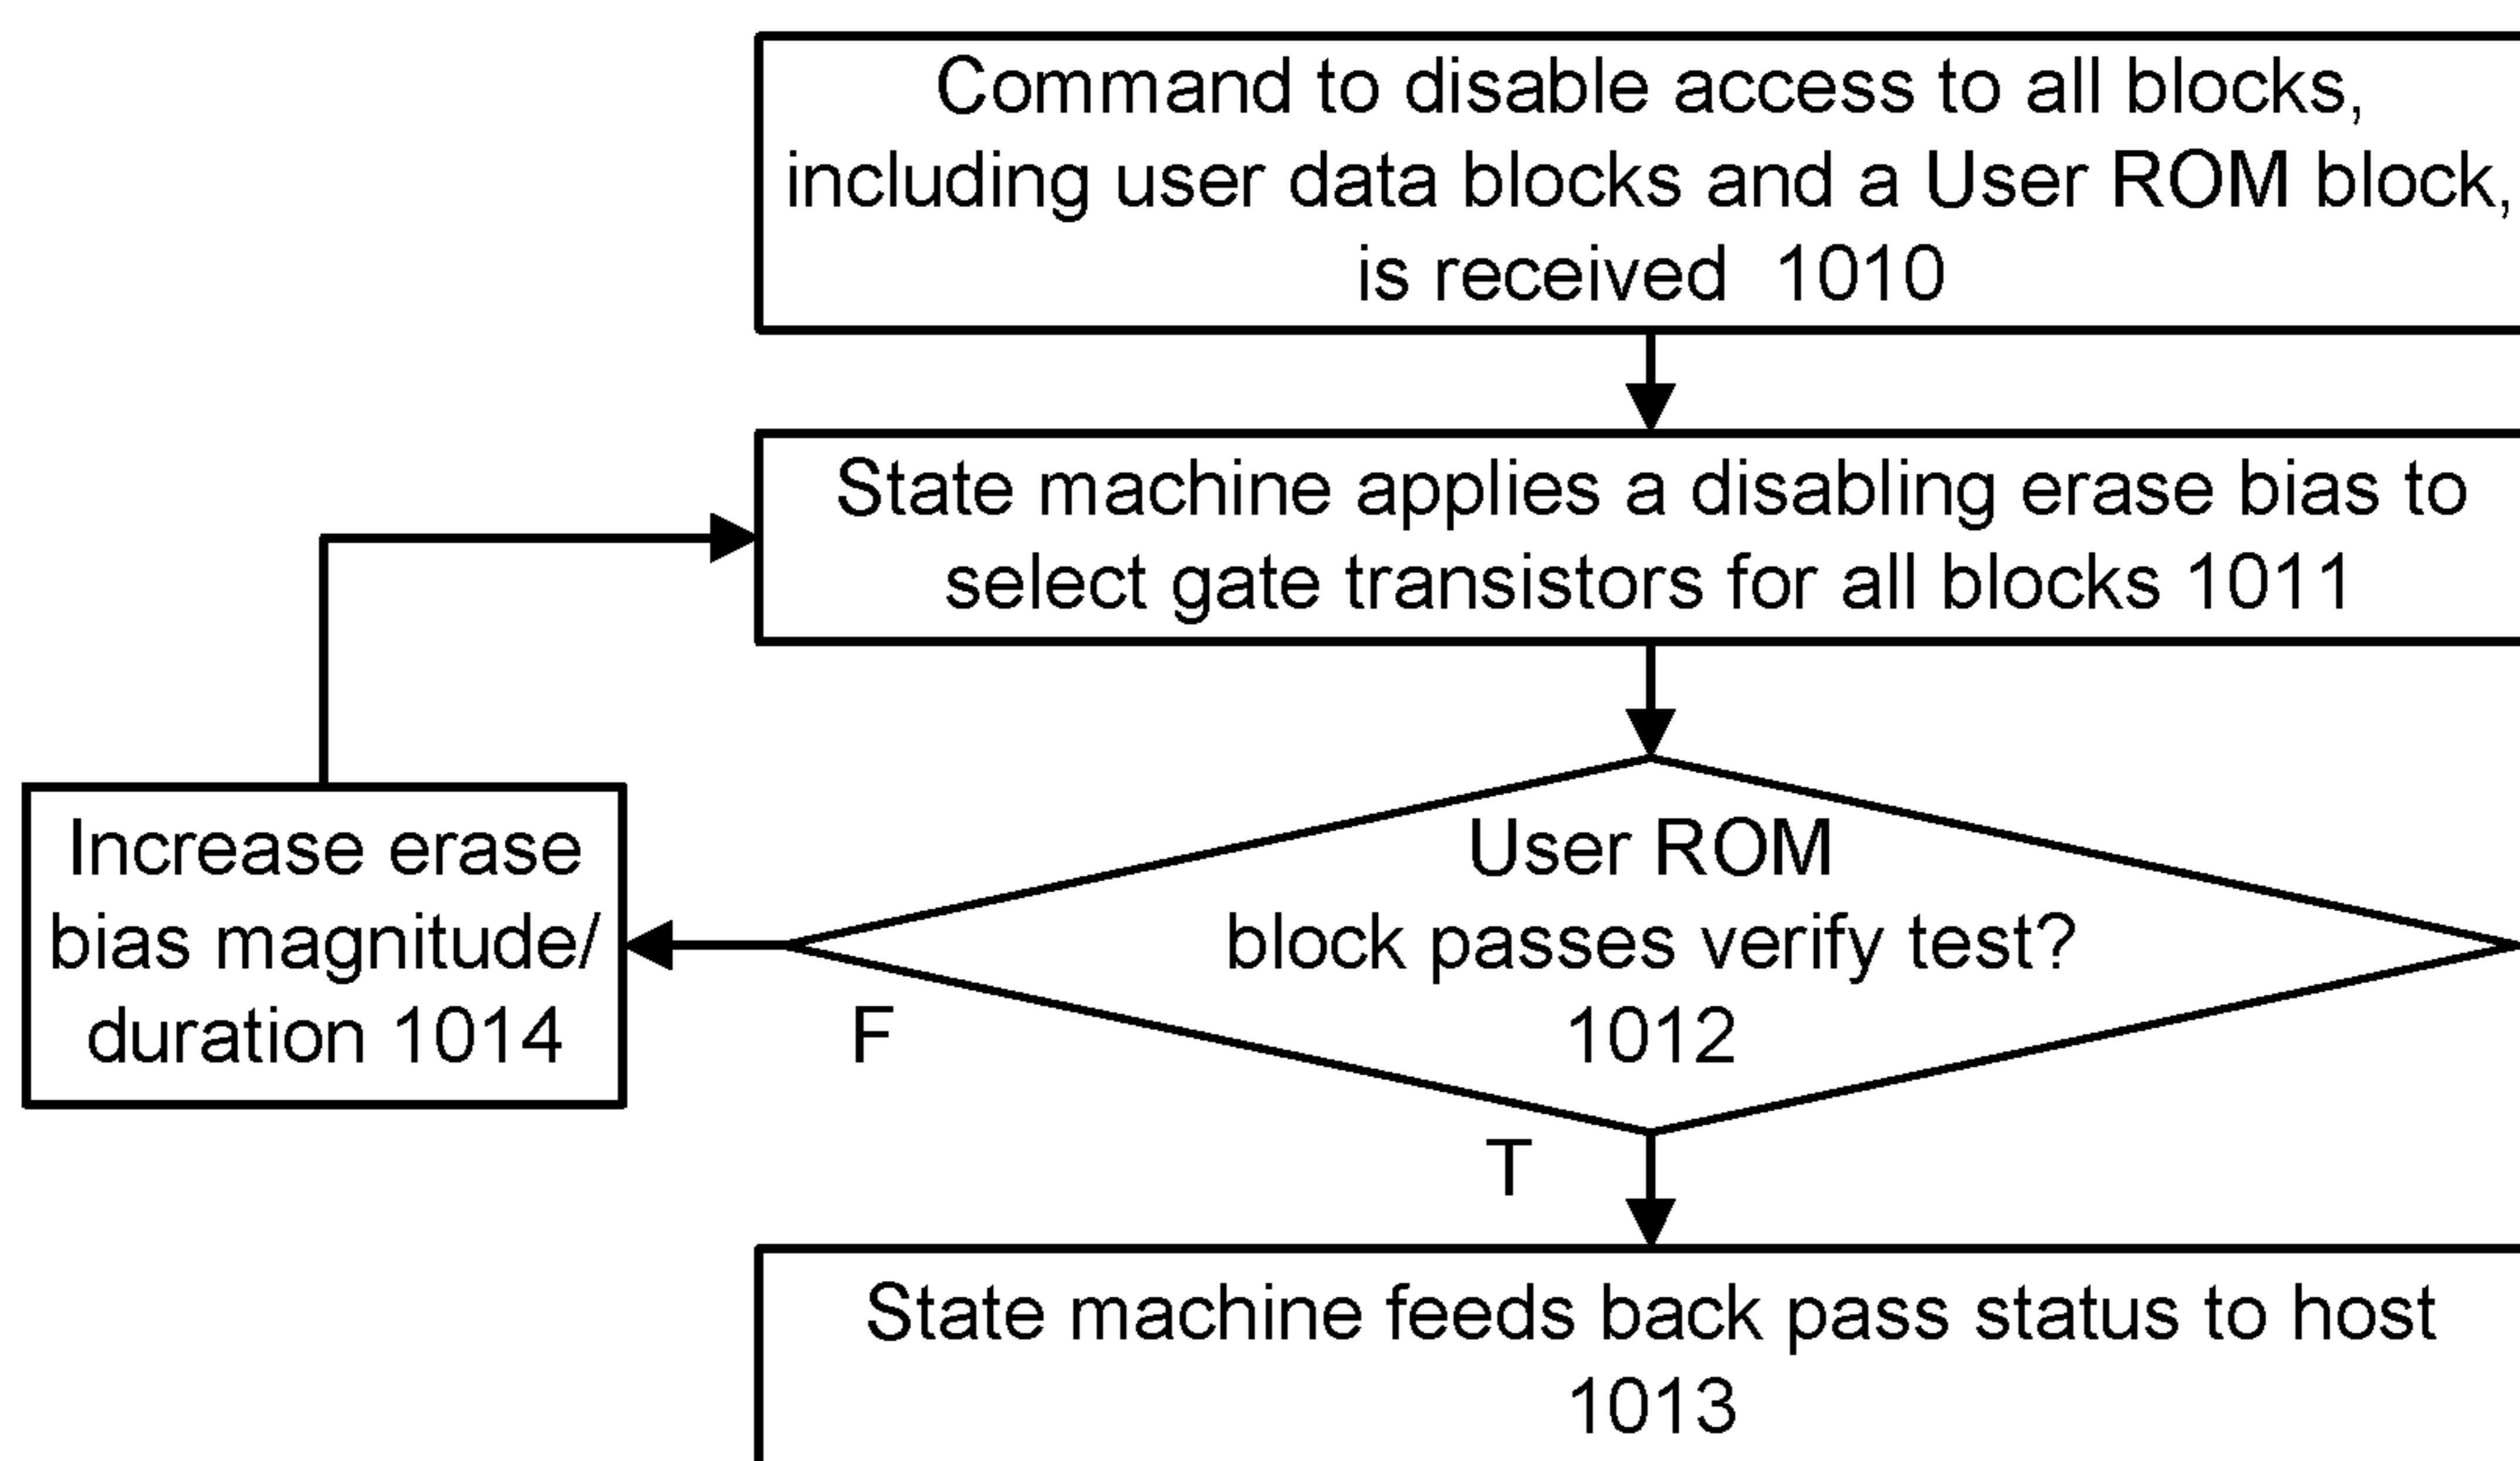 Command to disable access to all blocks,
including user data blocks and a User ROM block,
is received 1010
State machine applies a disabling erase bias to
select gate transistors for all blocks 1011
Increase erase
bias magnitude/
duration 1014
User ROM
block passes verify test?
1012
F
T
State machine feeds back pass status to host
1013